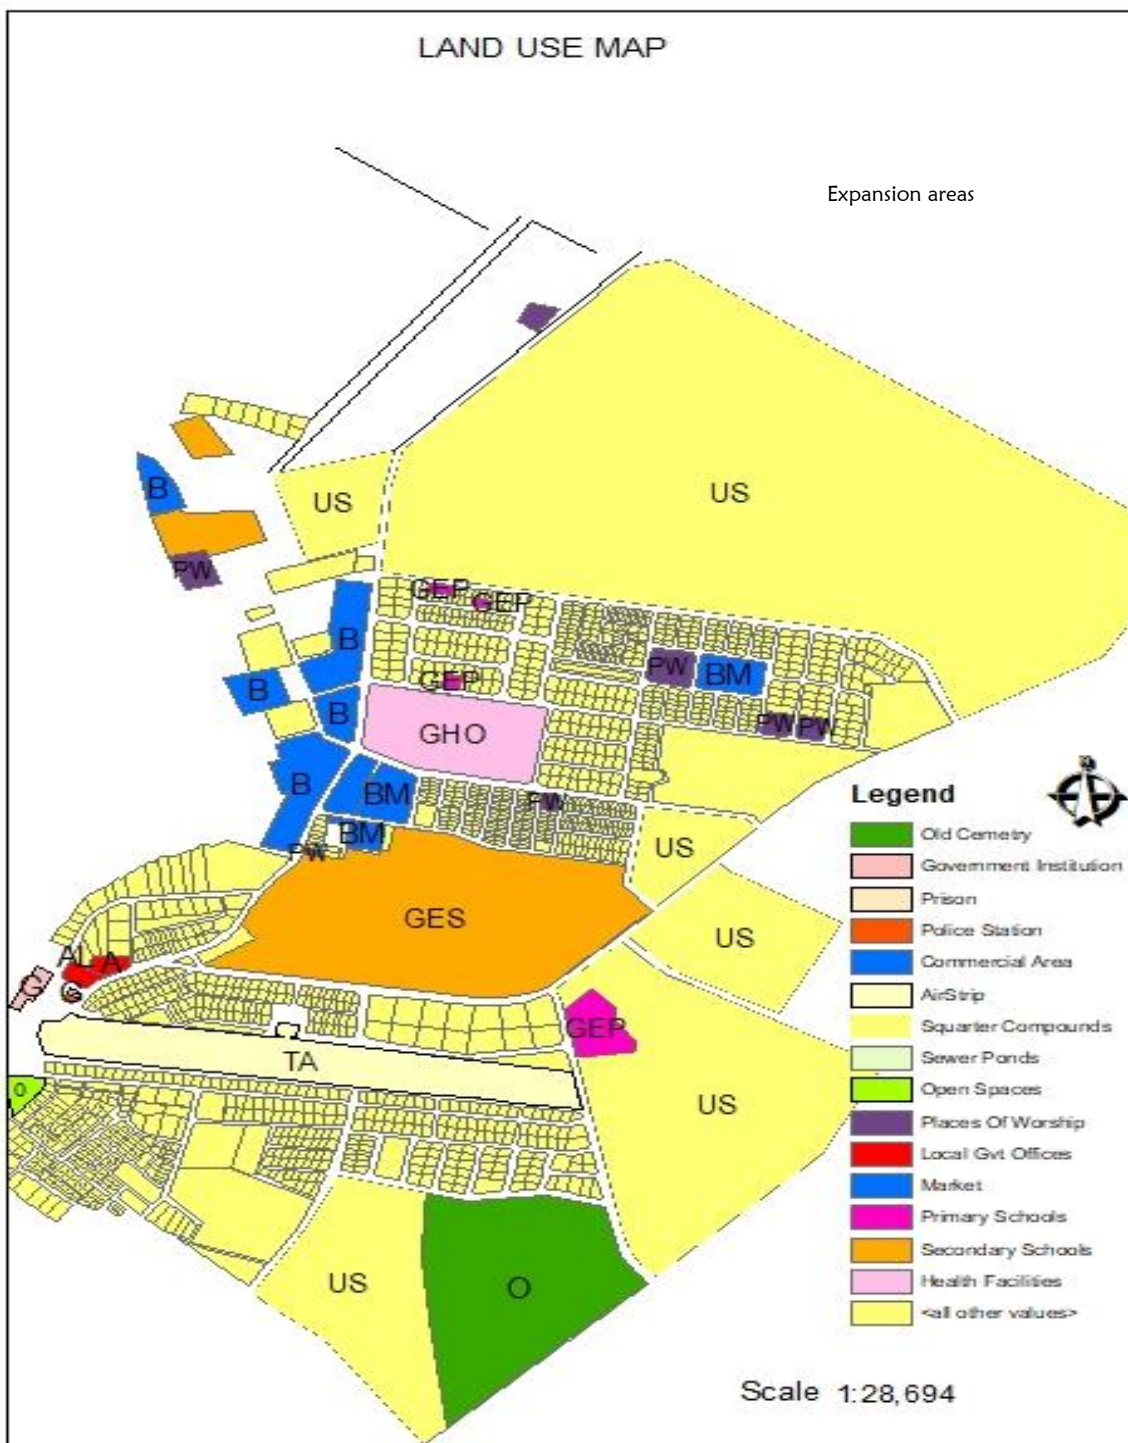 LAND USE MAP
Expansion areas
US
US
B
PW
GEP
GEP
B
PW
BM
GEP
B
B
PW
PW
GHO
B
BM
PW
BM
PW
US
GES
US
AL
A
G
G
GEP
TA
O
US
US
O
Legend
Old Cemetry
Government Institution
Prison
Police Station
Commercial Area
AirStrip
Squarter Compounds
Sewer Ponds
Open Spaces
Places Of Worship
Local Gvt Offices
Market
Primary Schools
Secondary Schools
Health Facilities
<all other values>
Scale 1:28,694